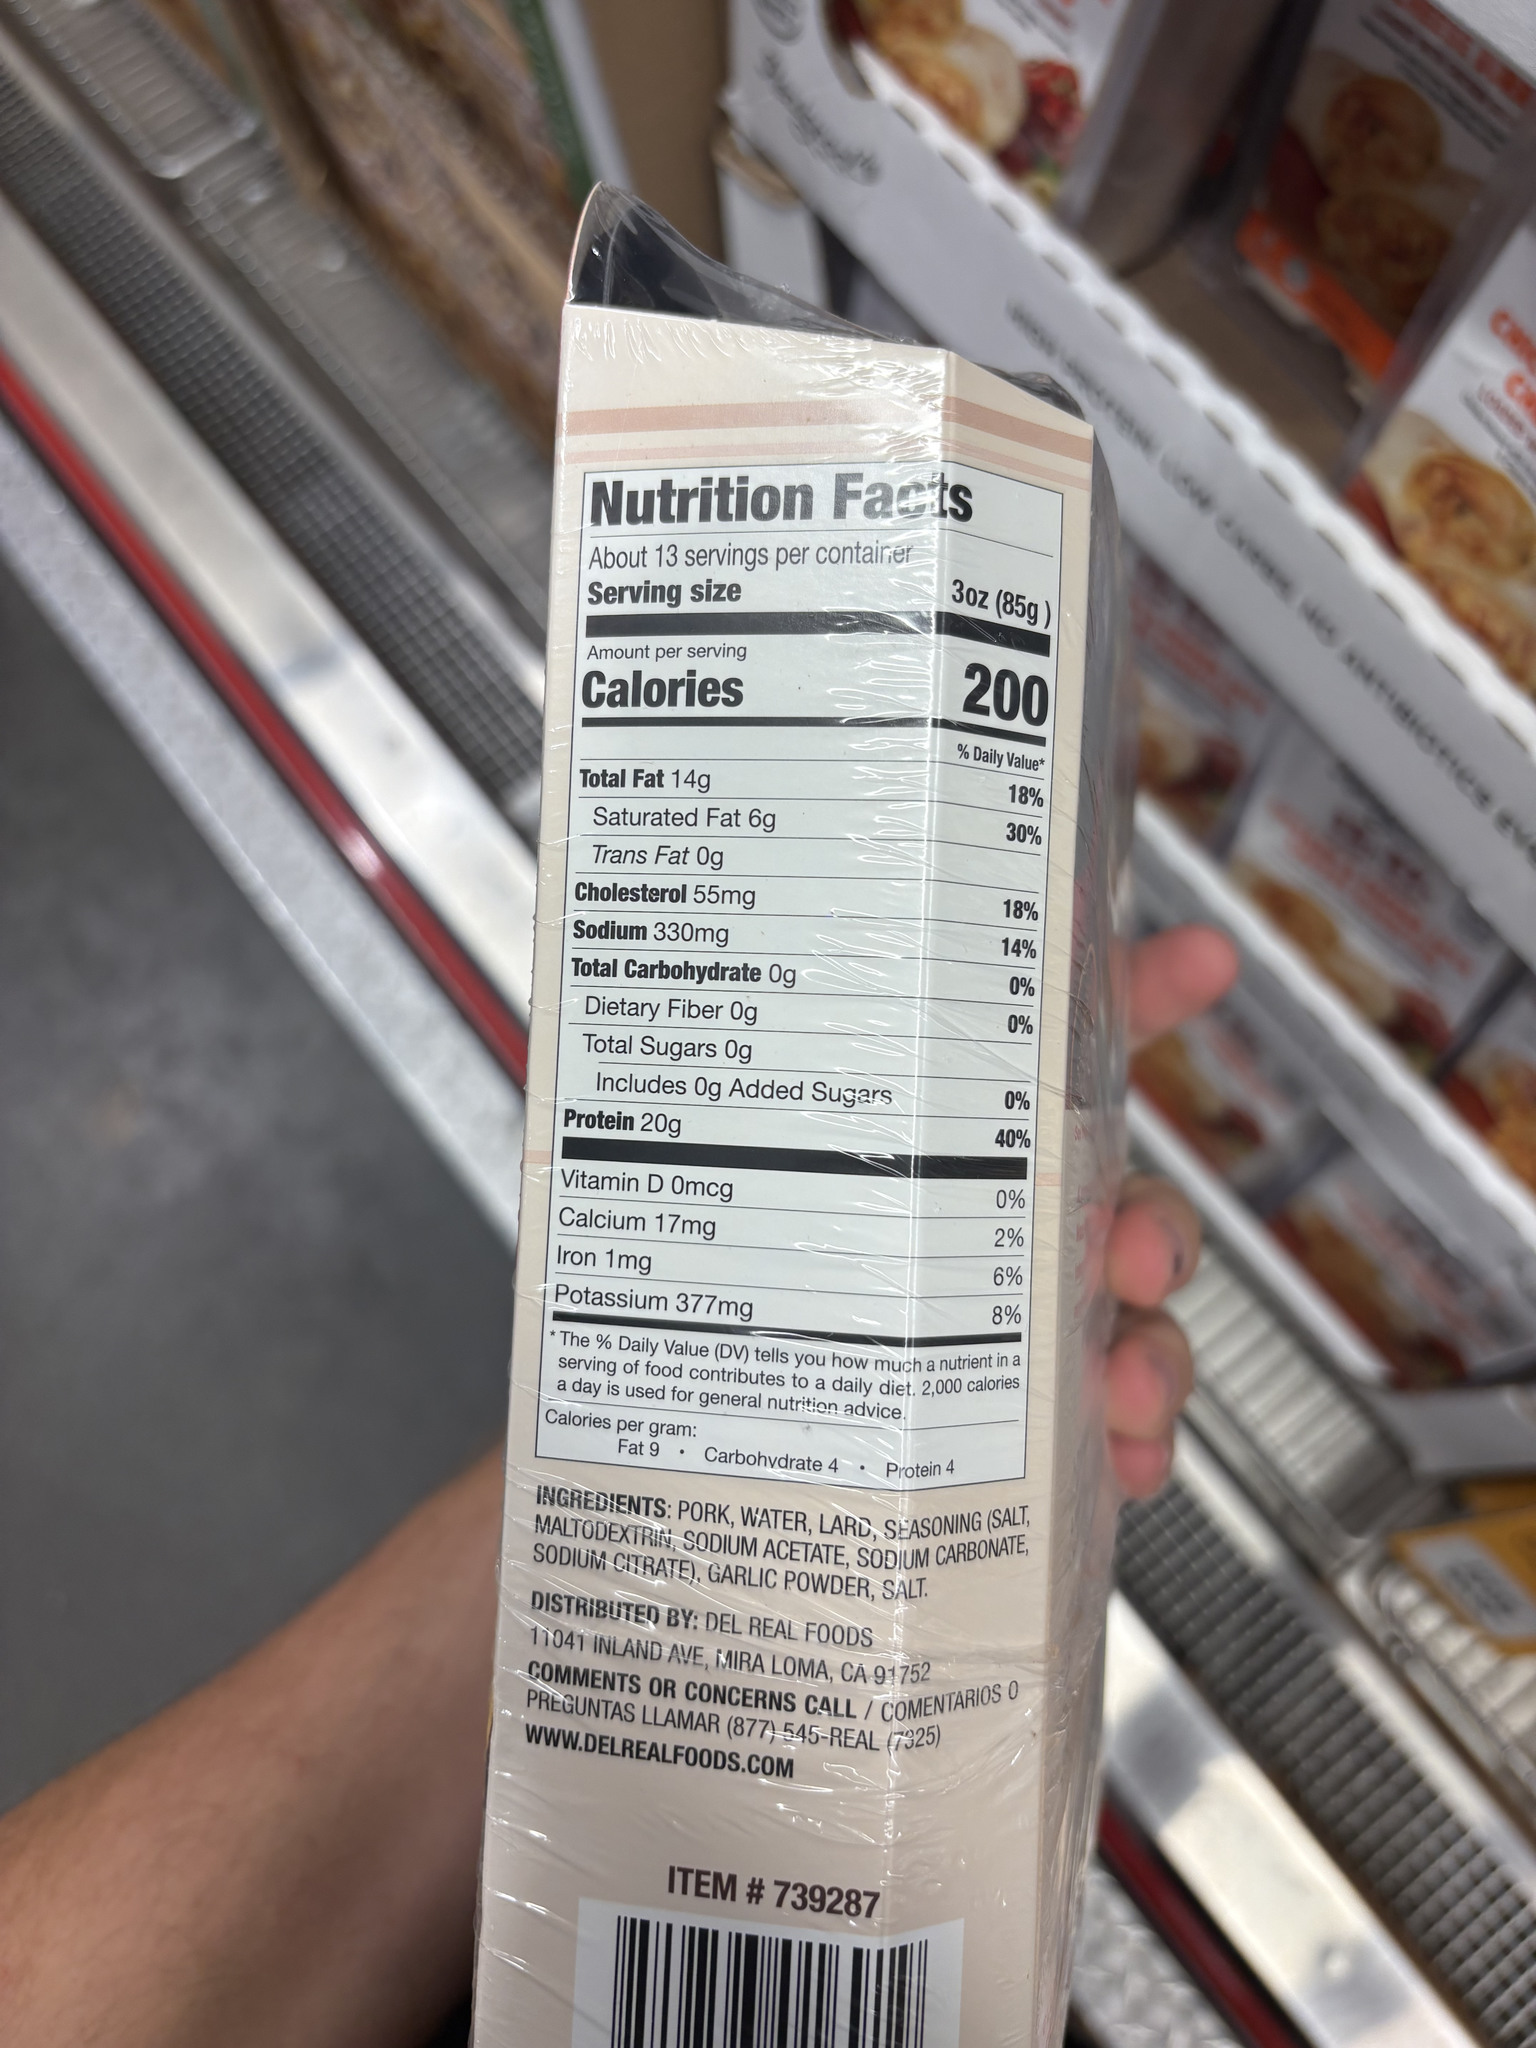 Nutrition Facts
About 13 servings per container
Serving size 3oz (85g )
Amount per serving
Calories 200
% Daily Value*
Total Fat 14g 18%
Saturated Fat 6g 30%
Trans Fat 0g
Cholesterol 55mg 18%
Sodium 330mg 14%
Total Carbohydrate 0g 0%
Dietary Fiber 0g 0%
Total Sugars 0g
Includes 0g Added Sugars 0%
Protein 20g 40%
Vitamin D 0mcg 0%
Calcium 17mg 2%
Iron 1mg 6%
Potassium 377mg 8%
* The % Daily Value (DV) tells you how much a nutrient in a
serving of food contributes to a daily diet. 2,000 calories
a day is used for general nutrition advice.
Calories per gram:
Fat 9 • Carbohydrate 4 • Protein 4
INGREDIENTS: PORK, WATER, LARD, SEASONING (SALT,
MALTODEXTRIN, SODIUM ACETATE, SODIUM CARBONATE,
SODIUM CITRATE), GARLIC POWDER, SALT.
DISTRIBUTED BY: DEL REAL FOODS
11041 INLAND AVE, MIRA LOMA, CA 91752
COMMENTS OR CONCERNS CALL / COMENTARIOS O
PREGUNTAS LLAMAR (877) 545-REAL (7325)
WWW.DELREALFOODS.COM
ITEM # 739287